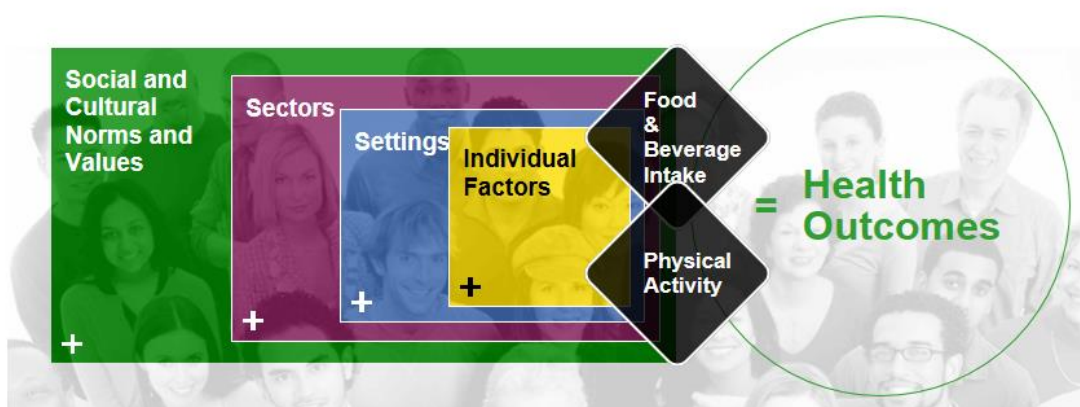 Social and
Cultural
Norms and
Values
+
Sectors
+
Settings
+
Individual
Factors
+
Food
&
Beverage
Intake
Physical
Activity
=
Health
Outcomes